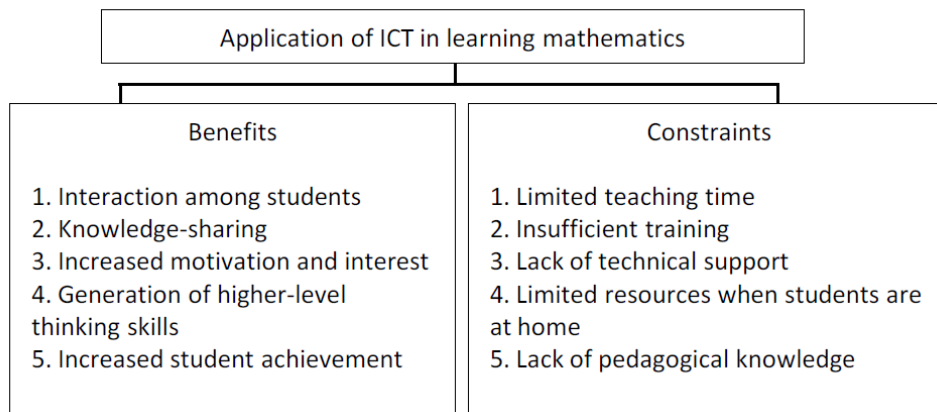 Application of ICT in learning mathematics
Benefits
1. Interaction among students
2. Knowledge-sharing
3. Increased motivation and interest
4. Generation of higher-level
thinking skills
5. Increased student achievement
Constraints
1. Limited teaching time
2. Insufficient training
3. Lack of technical support
4. Limited resources when students are
at home
5. Lack of pedagogical knowledge